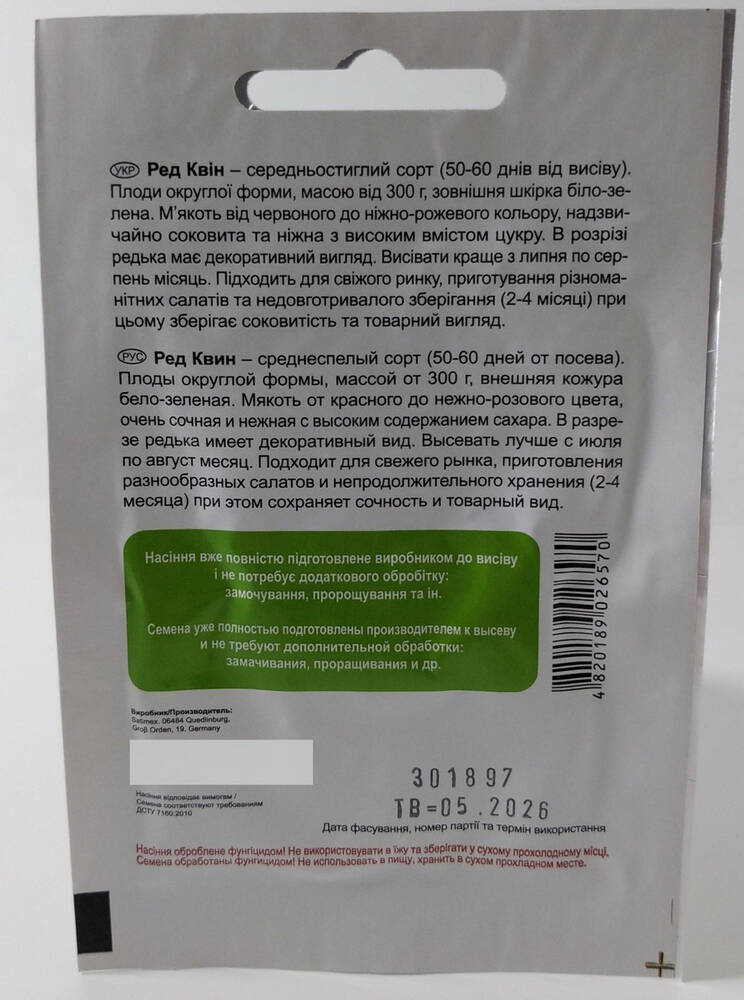 УКР Ред Квін – середньостиглий сорт (50-60 днів від висіву).
Плоди округлої форми, масою від 300 г, зовнішня шкірка біло-зе-
лена. М'якоть від червоного до ніжно-рожевого кольору, надзви-
чайно соковита та ніжна з високим вмістом цукру. В розрізі
редька має декоративний вигляд. Висівати краще з липня по сер-
пень місяць. Підходить для свіжого ринку, приготування різнома-
нітних салатів та недовготривалого зберігання (2-4 місяці) при
цьому зберігає соковитість та товарний вигляд.
РУС Ред Квин – среднеспелый сорт (50-60 дней от посева).
Плоды округлой формы, массой от 300 г, внешняя кожура
бело-зеленая. Мякоть от красного до нежно-розового цвета,
очень сочная и нежная с высоким содержанием сахара. В разре-
зе редька имеет декоративный вид. Высевать лучше с июля
по август месяц. Подходит для свежего рынка, приготовления
разнообразных салатов и непродолжительного хранения (2-4
месяца) при этом сохраняет сочность и товарный вид.
Насіння вже повністю підготовлене виробником до висіву
і не потребує додаткового обробітку:
замочування, пророщування та ін.
Семена уже полностью подготовлены производителем к высеву
и не требуют дополнительной обработки:
замачивания, проращивания и др.
4 820189 026570
Виробник/Производитель:
Satimex. 06484 Quedlinburg,
Groß Orden, 19. Germany
Насіння відповідає вимогам /
Семена соответствуют требованиям
ДСТУ 7160:2010
301897
ТВ=05.2026
Дата фасування, номер партії та термін використання
Насіння оброблене фунгіцидом! Не використовувати в їжу та зберігати у сухому прохолодному місці.
Семена обработаны фунгицидом! Не использовать в пищу, хранить в сухом прохладном месте.